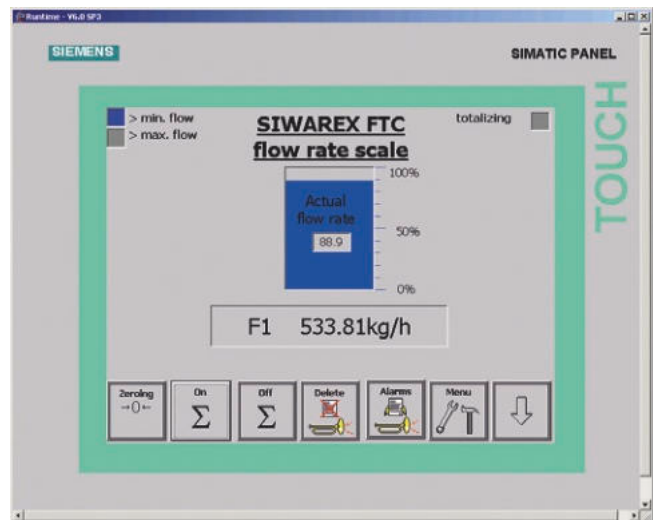 Runtime - V6.0 SP3
SIEMENS
SIMATIC PANEL
TOUCH
> min. flow
> max. flow
SIWAREX FTC
flow rate scale
totalizing
100%
Actual
flow rate
88.9
50%
0%
F1 533.81kg/h
Zeroing
→0←
On
Σ
Off
Σ
Delete
Alarms
Menu